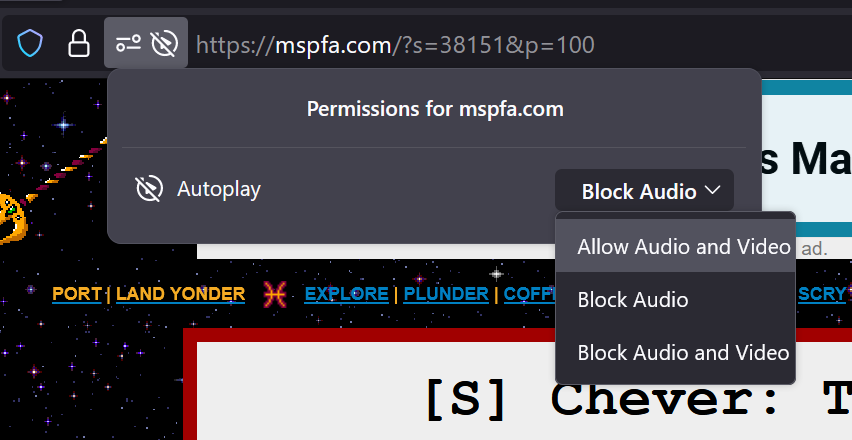 https://mspfa.com/?s=38151&p=100
Permissions for mspfa.com
s Ma
Autoplay
Block Audio
Allow Audio and Video
ad.
Block Audio
Block Audio and Video
PORT | LAND YONDER
EXPLORE | PLUNDER | COFF
SCRY
[S] Chever: T